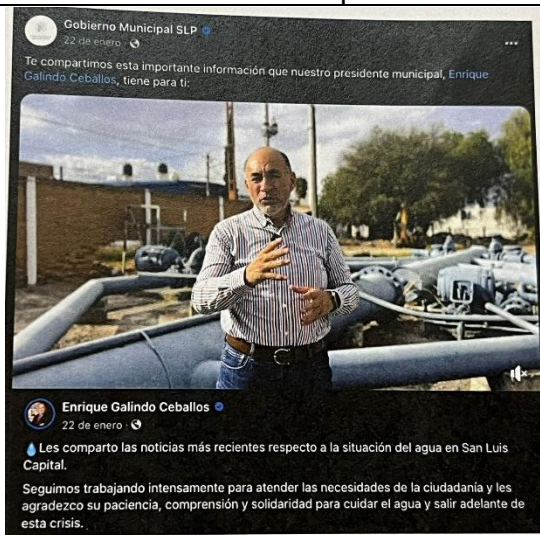 Gobierno Municipal SLP
22 de enero
Te compartimos esta importante información que nuestro presidente municipal, Enrique
Galindo Ceballos, tiene para ti:
Enrique Galindo Ceballos
22 de enero
Les comparto las noticias más recientes respecto a la situación del agua en San Luis
Capital.
Seguimos trabajando intensamente para atender las necesidades de la ciudadanía y les
agradezco su paciencia, comprensión y solidaridad para cuidar el agua y salir adelante de
esta crisis.